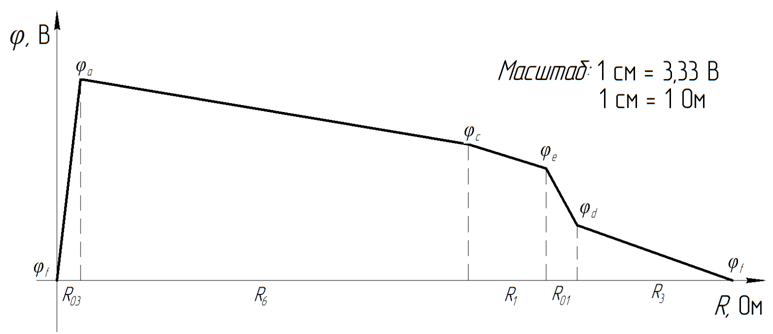 φ, В
φa
Масштаб: 1 см = 3,33 В
1 см = 1 Ом
φc
φe
φd
φf
φf
R03
R6
R1
R01
R3
R, Ом